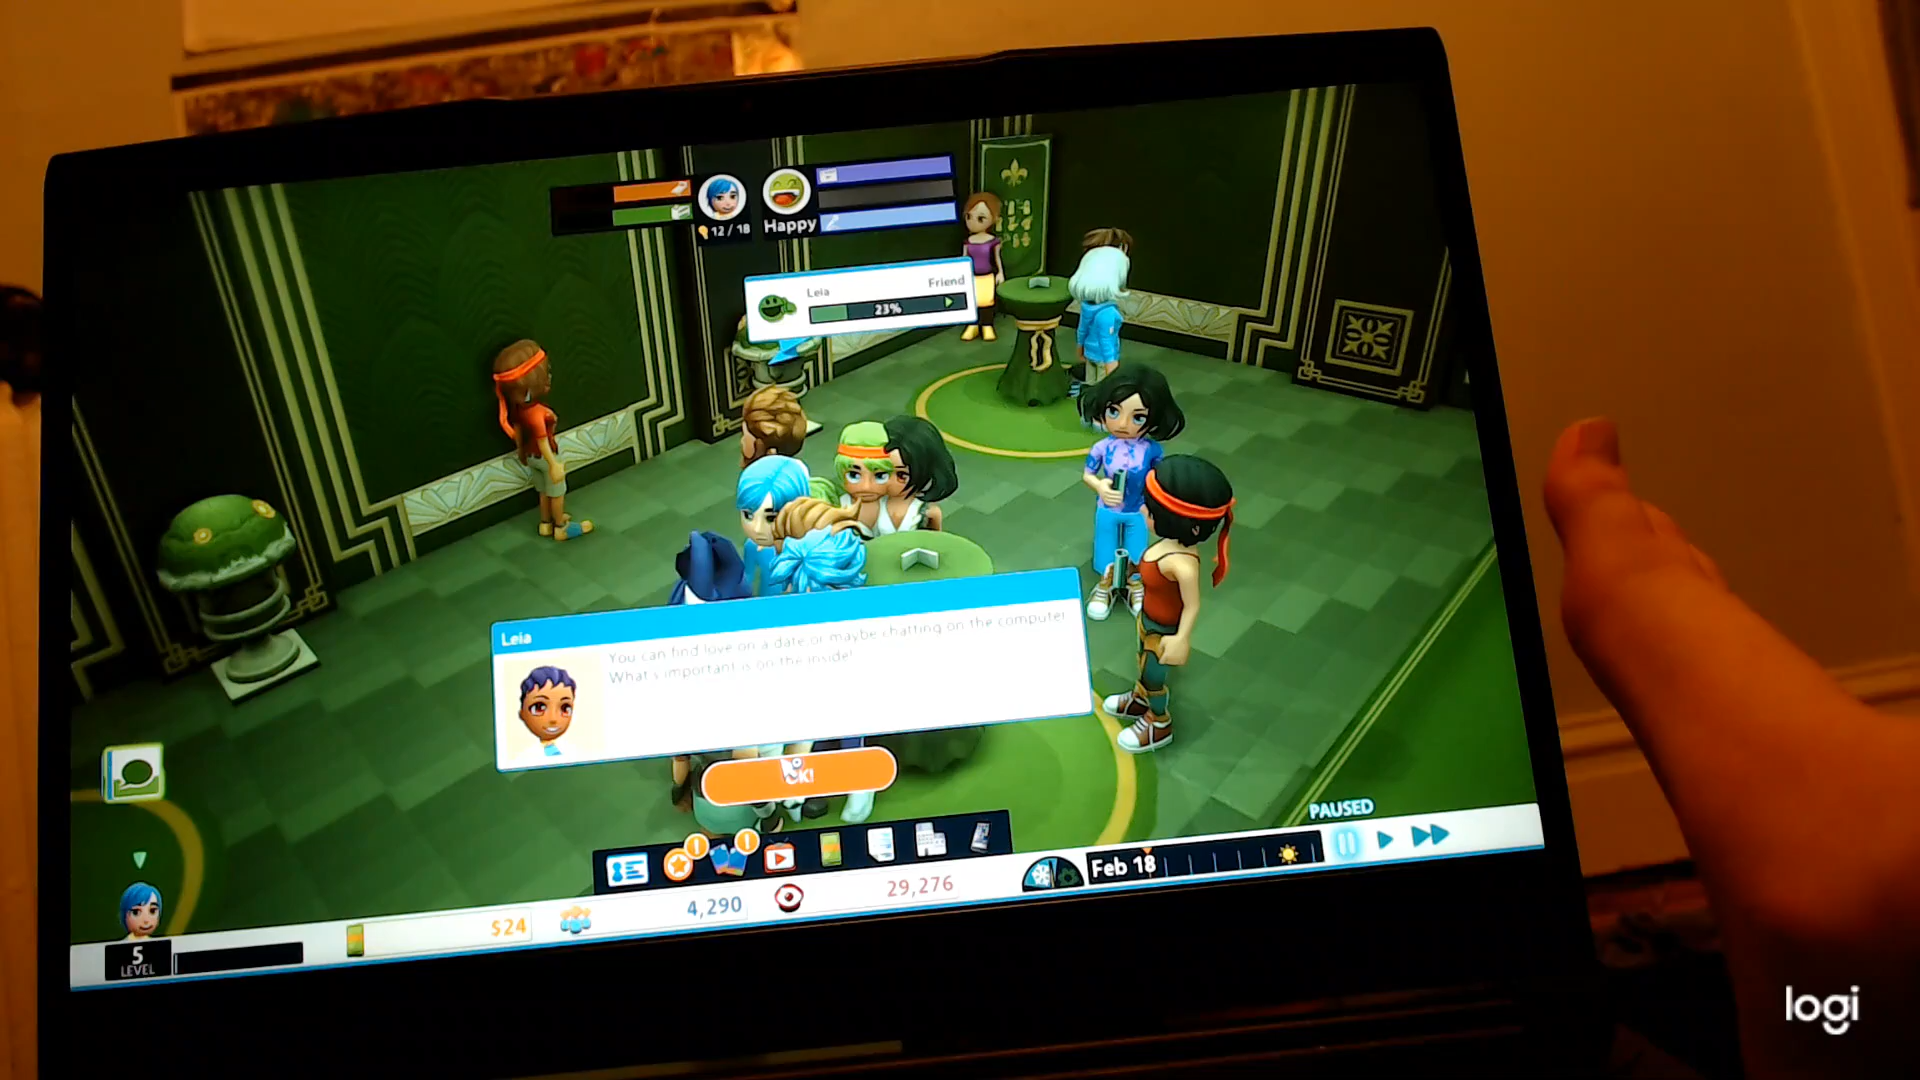 12 / 18
Happy
Leia
Friend
23%
Leia
You can find love on a date or maybe chatting on the computer
What's important is on the inside!
OK!
PAUSED
Feb 18
$24
4,290
29,276
5
LEVEL
logi